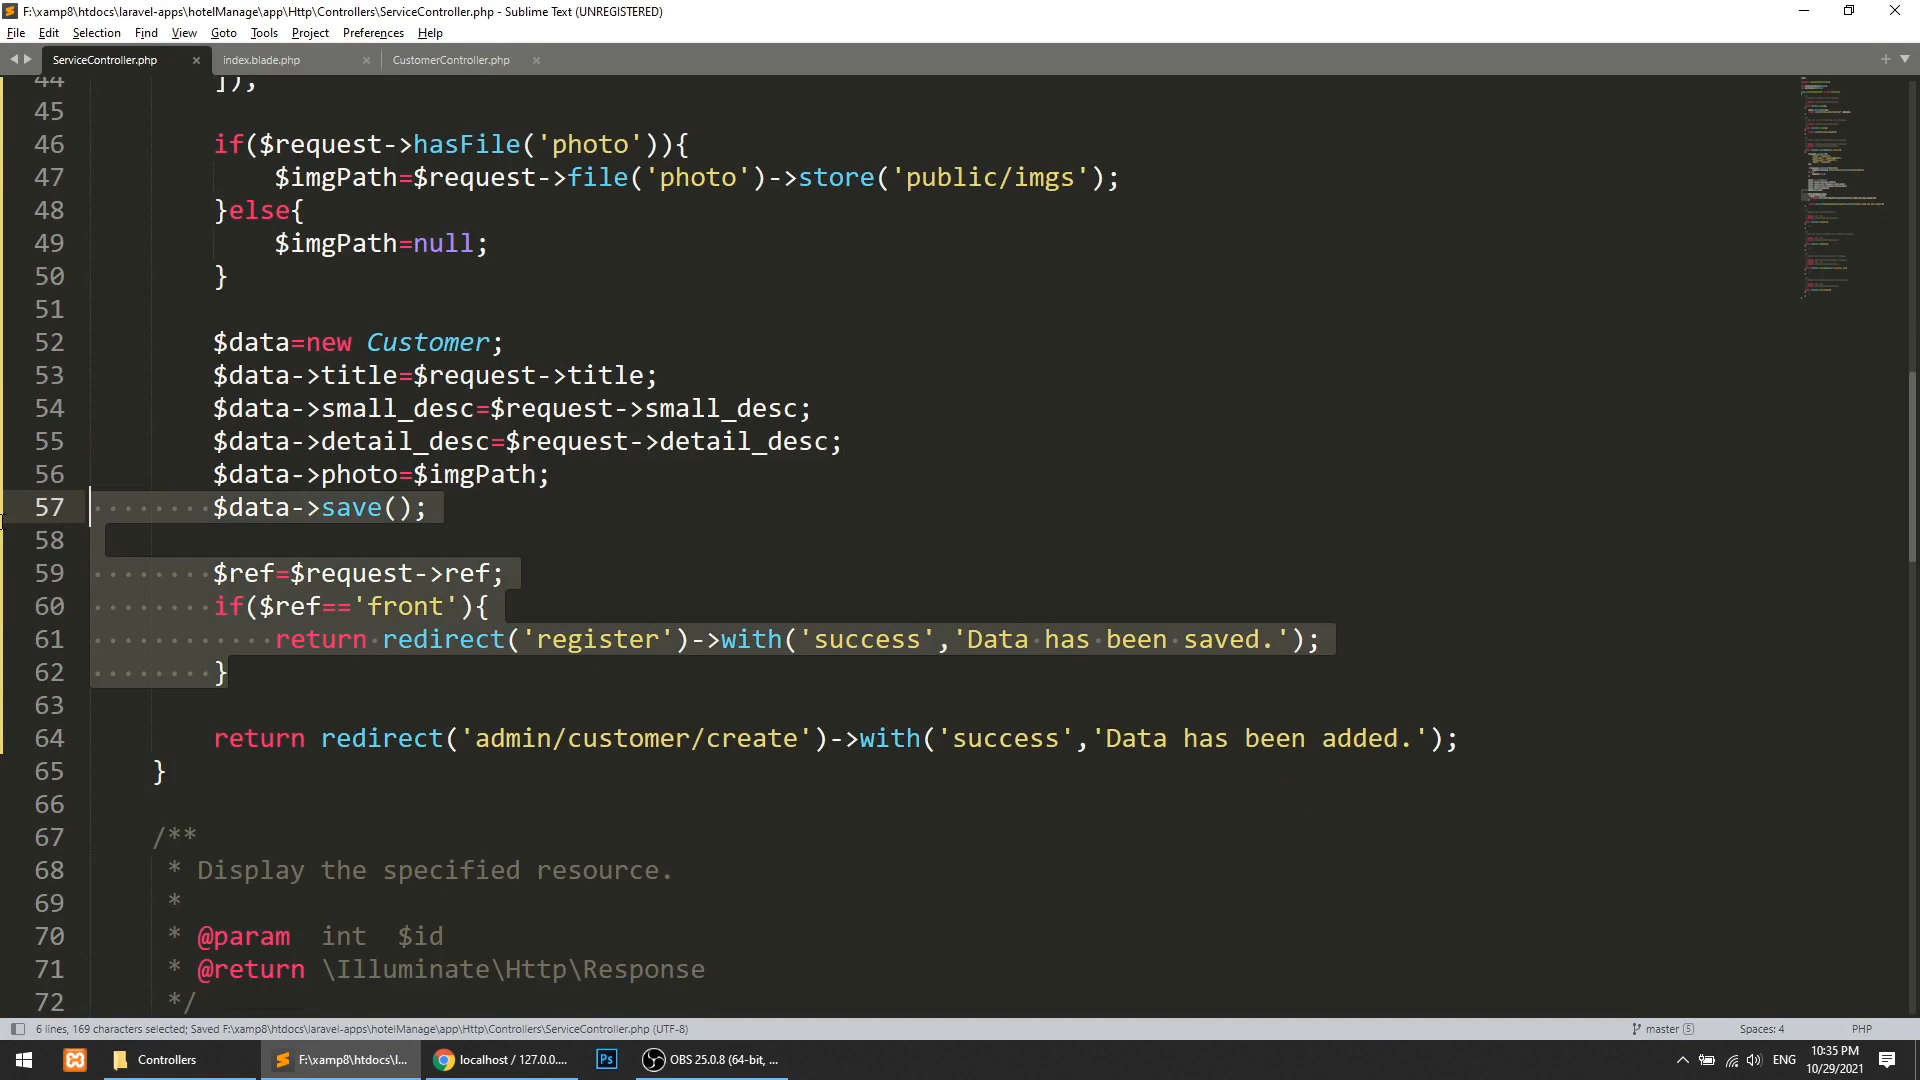 F:\xamp8\htdocs\laravel-apps\hotelManage\app\Http\Controllers\ServiceController.php - Sublime Text (UNREGISTERED)
File Edit Selection Find View Goto Tools Project Preferences Help
ServiceController.php × index.blade.php × CustomerController.php ×
44 ]);
45
46 if($request->hasFile('photo')){
47 $imgPath=$request->file('photo')->store('public/imgs');
48 }else{
49 $imgPath=null;
50 }
51
52 $data=new Customer;
53 $data->title=$request->title;
54 $data->small_desc=$request->small_desc;
55 $data->detail_desc=$request->detail_desc;
56 $data->photo=$imgPath;
57 $data->save();
58
59 $ref=$request->ref;
60 if($ref=='front'){
61 return redirect('register')->with('success','Data has been saved.');
62 }
63
64 return redirect('admin/customer/create')->with('success','Data has been added.');
65 }
66
67 /**
68 * Display the specified resource.
69 *
70 * @param int $id
71 * @return \Illuminate\Http\Response
72 */
6 lines, 169 characters selected; Saved F:\xamp8\htdocs\laravel-apps\hotelManage\app\Http\Controllers\ServiceController.php (UTF-8) master 5 Spaces: 4 PHP
Controllers F:\xamp8\htdocs\l... localhost / 127.0.0.... Ps OBS 25.0.8 (64-bit, ... ENG 10:35 PM
10/29/2021